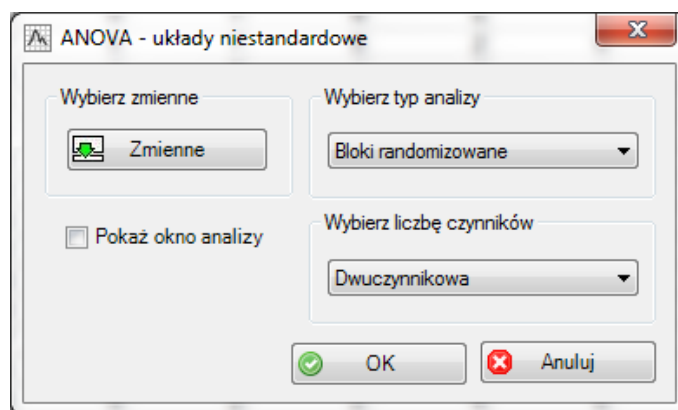 ANOVA - układy niestandardowe
Wybierz zmienne
Zmienne
Pokaż okno analizy
Wybierz typ analizy
Bloki randomizowane
Wybierz liczbę czynników
Dwuczynnikowa
OK
Anuluj